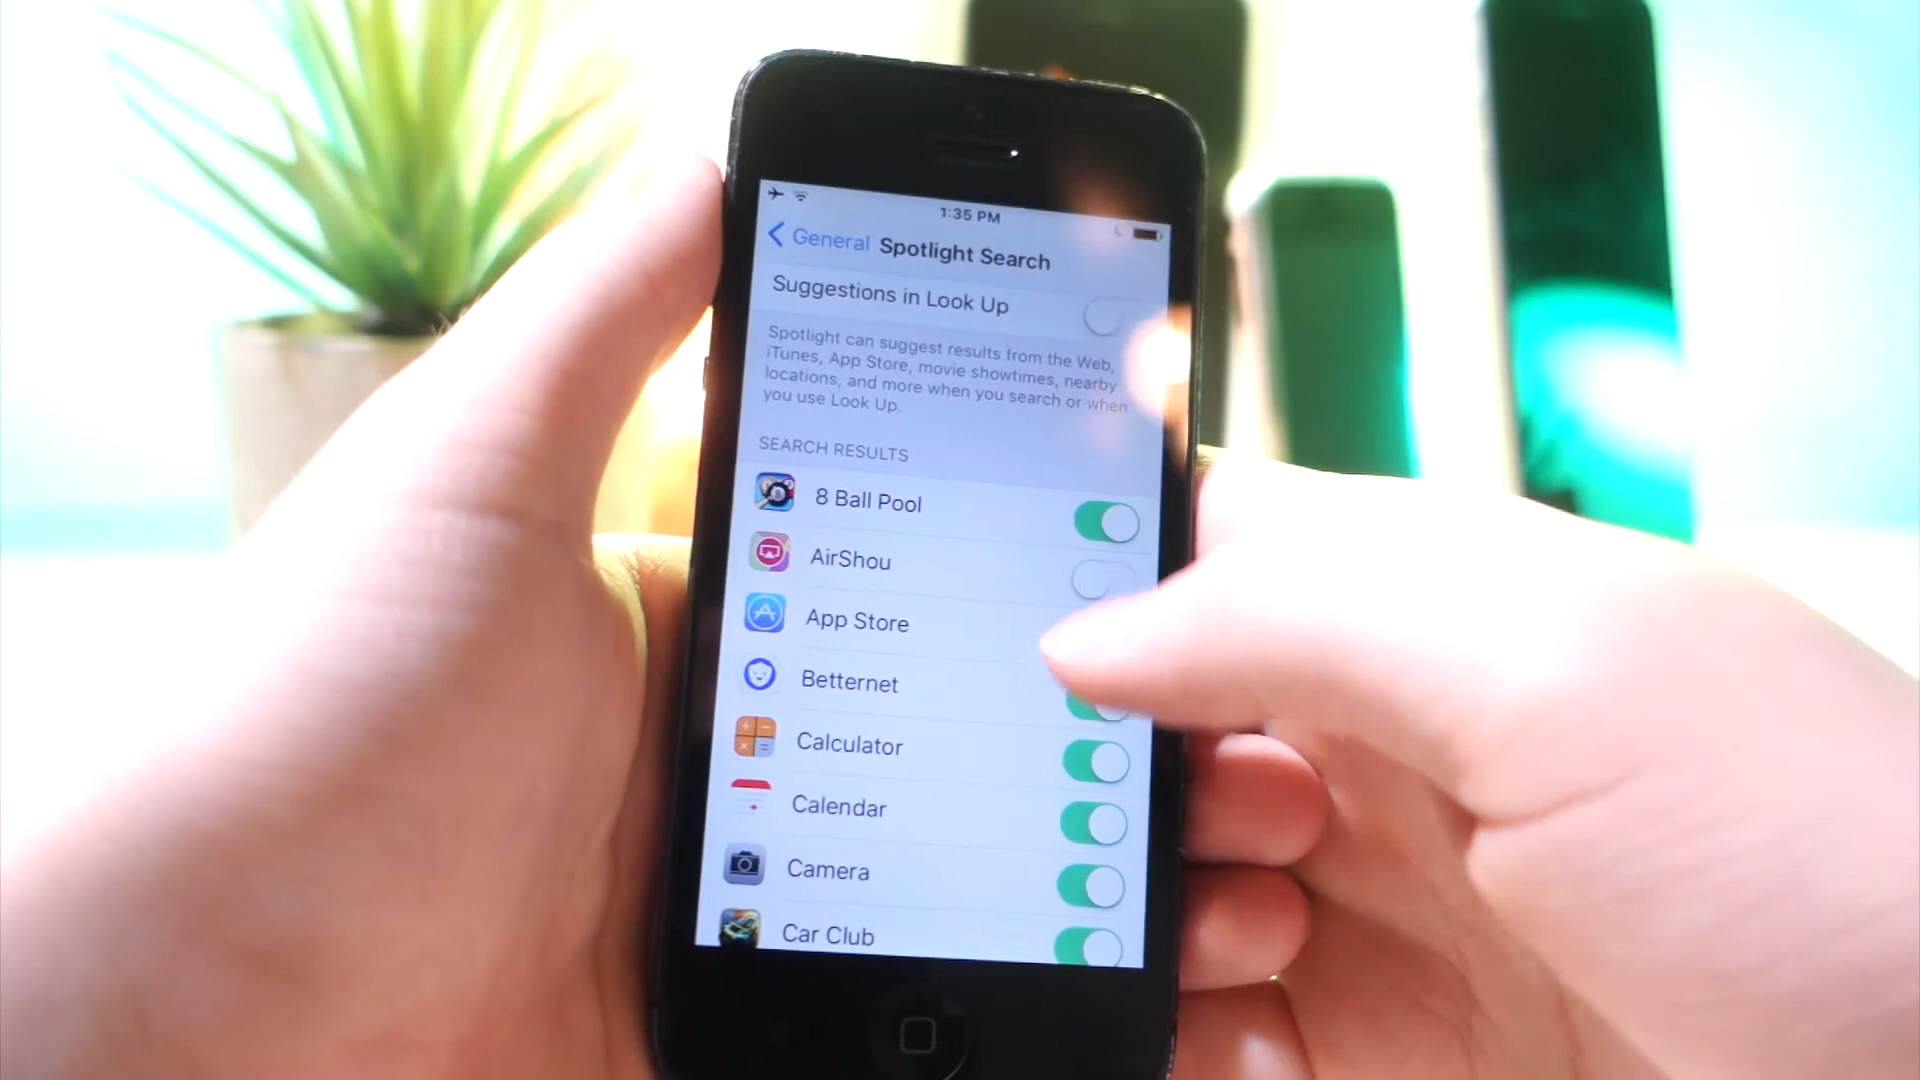 1:35 PM
General Spotlight Search
Suggestions in Look Up
Spotlight can suggest results from the Web,
iTunes, App Store, movie showtimes, nearby
locations, and more when you search or when
you use Look Up.
SEARCH RESULTS
8 Ball Pool
AirShou
App Store
Betternet
Calculator
Calendar
Camera
Car Club